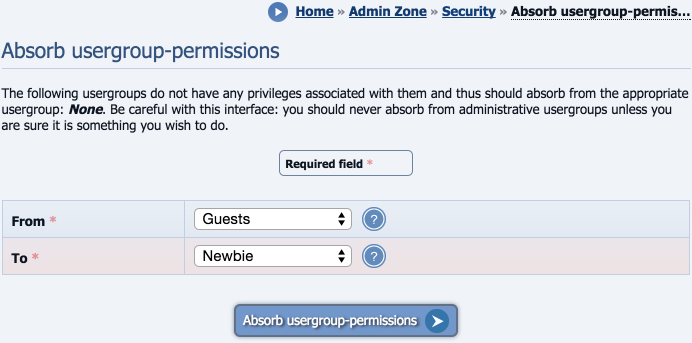 Home » Admin Zone » Security » Absorb usergroup-permis...
Absorb usergroup-permissions
The following usergroups do not have any privileges associated with them and thus should absorb from the appropriate
usergroup: None. Be careful with this interface: you should never absorb from administrative usergroups unless you
are sure it is something you wish to do.
Required field *
From * Guests ?
To * Newbie ?
Absorb usergroup-permissions